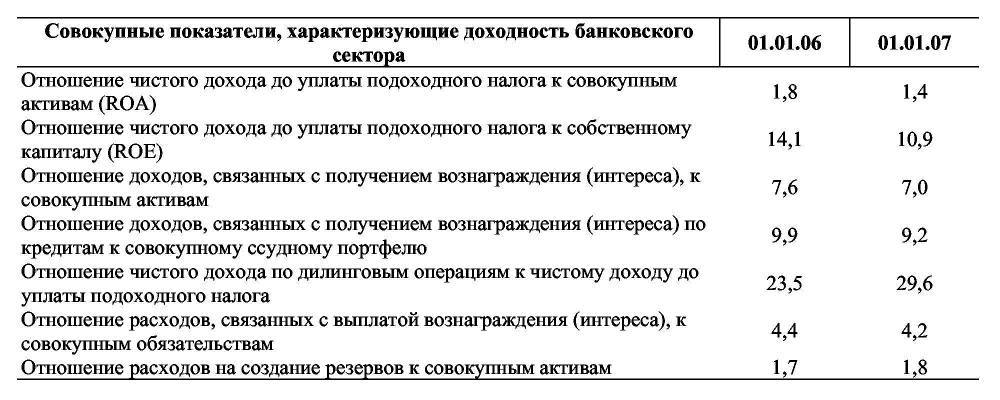 Совокупные показатели, характеризующие доходность банковского
сектора
01.01.06
01.01.07
Отношение чистого дохода до уплаты подоходного налога к совокупным
активам (ROA)
1,8
1,4
Отношение чистого дохода до уплаты подоходного налога к собственному
капиталу (ROE)
14,1
10,9
Отношение доходов, связанных с получением вознаграждения (интереса), к
совокупным активам
7,6
7,0
Отношение доходов, связанных с получением вознаграждения (интереса) по
кредитам к совокупному ссудному портфелю
9,9
9,2
Отношение чистого дохода по дилинговым операциям к чистому доходу до
уплаты подоходного налога
23,5
29,6
Отношение расходов, связанных с выплатой вознаграждения (интереса), к
совокупным обязательствам
4,4
4,2
Отношение расходов на создание резервов к совокупным активам
1,7
1,8